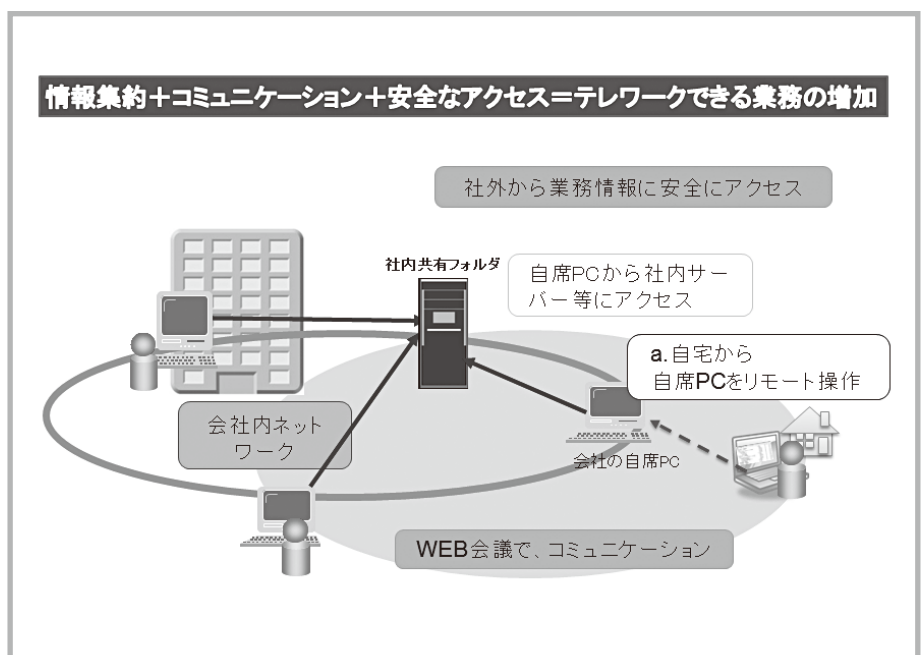 情報集約＋コミュニケーション＋安全なアクセス＝テレワークできる業務の増加
社外から業務情報に安全にアクセス
社内共有フォルダ
自席PCから社内サー
バー等にアクセス
a.自宅から
自席PCをリモート操作
会社内ネット
ワーク
会社の自席PC
WEB会議で、コミュニケーション